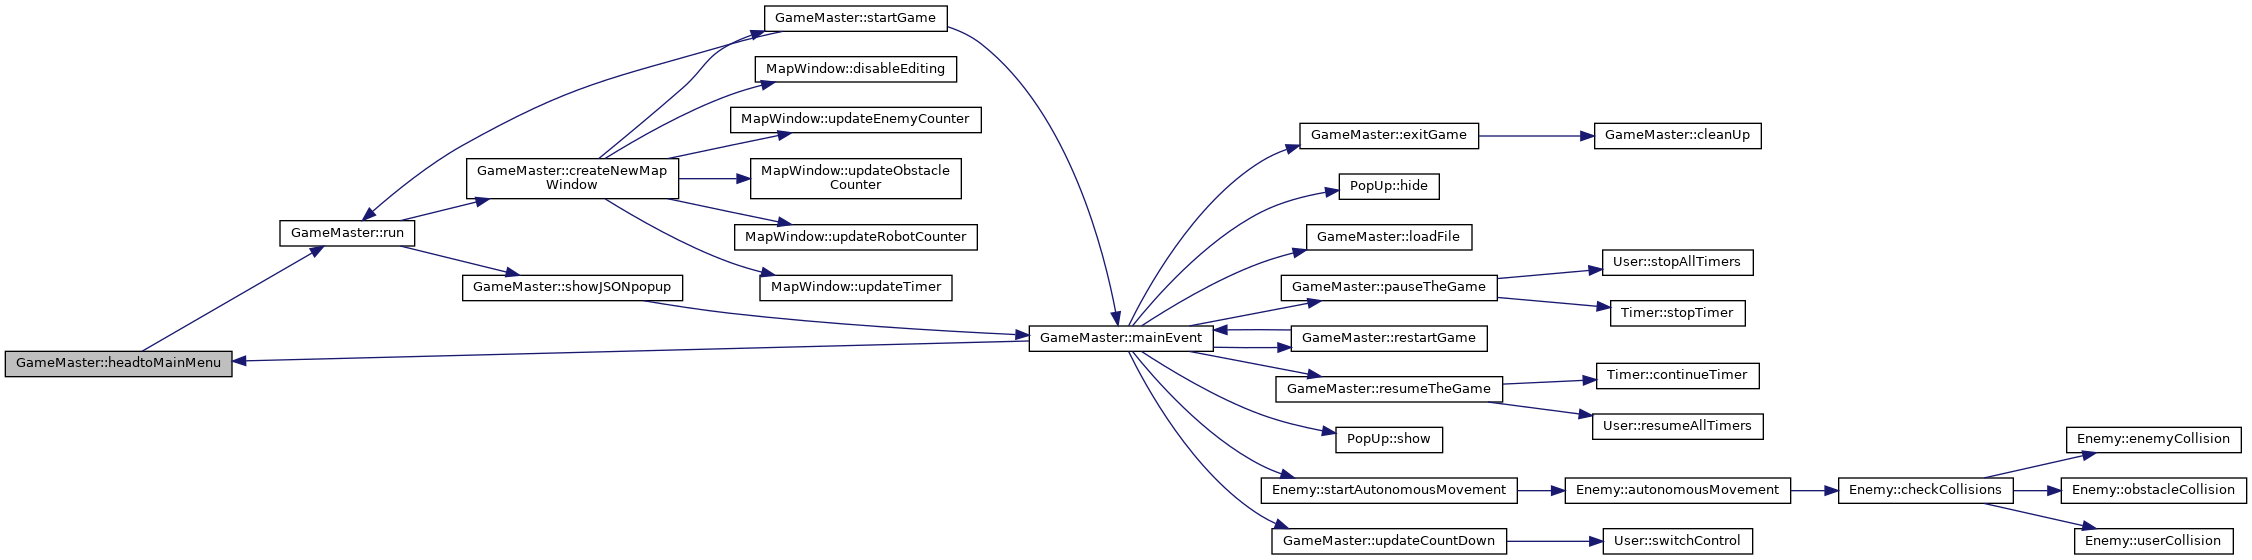 GameMaster::headtoMainMenu
GameMaster::run
GameMaster::createNewMap
Window
GameMaster::showJSONpopup
GameMaster::startGame
MapWindow::disableEditing
MapWindow::updateEnemyCounter
MapWindow::updateObstacle
Counter
MapWindow::updateRobotCounter
MapWindow::updateTimer
GameMaster::mainEvent
GameMaster::exitGame
PopUp::hide
GameMaster::loadFile
GameMaster::pauseTheGame
GameMaster::restartGame
GameMaster::resumeTheGame
PopUp::show
Enemy::startAutonomousMovement
GameMaster::updateCountDown
GameMaster::cleanUp
User::stopAllTimers
Timer::stopTimer
Timer::continueTimer
User::resumeAllTimers
Enemy::autonomousMovement
User::switchControl
Enemy::checkCollisions
Enemy::enemyCollision
Enemy::obstacleCollision
Enemy::userCollision